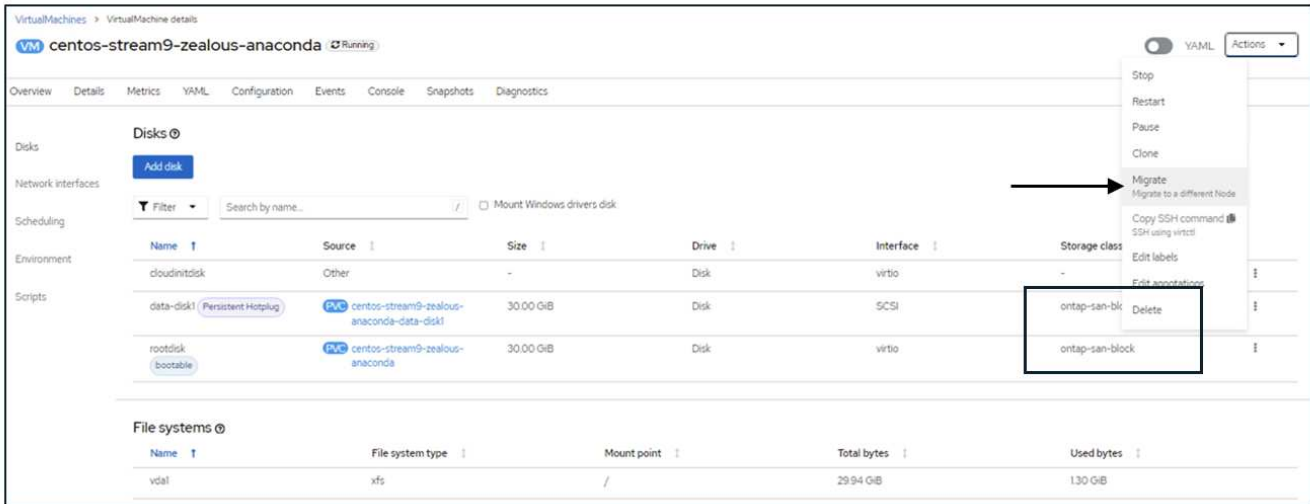 VirtualMachines > VirtualMachine details
VM centos-stream9-zealous-anaconda Running
YAML Actions
Overview Details Metrics YAML Configuration Events Console Snapshots Diagnostics
Stop
Restart
Pause
Clone
Migrate
Migrate to a different Node
Copy SSH command
SSH using virtctl
Edit labels
Edit annotations
Delete
Disks
Network interfaces
Scheduling
Environment
Scripts
Disks
Add disk
Filter Search by name... / Mount Windows drivers disk
Name Source Size Drive Interface Storage class
cloudinitdisk Other - Disk virtio -
data-disk1 Persistent Hotplug PVC centos-stream9-zealous- 30.00 GiB Disk SCSI ontap-san-blo
anaconda-data-disk1
rootdisk PVC centos-stream9-zealous- 30.00 GiB Disk virtio ontap-san-block
bootable anaconda
File systems
Name File system type Mount point Total bytes Used bytes
vda1 xfs / 29.94 GiB 1.30 GiB